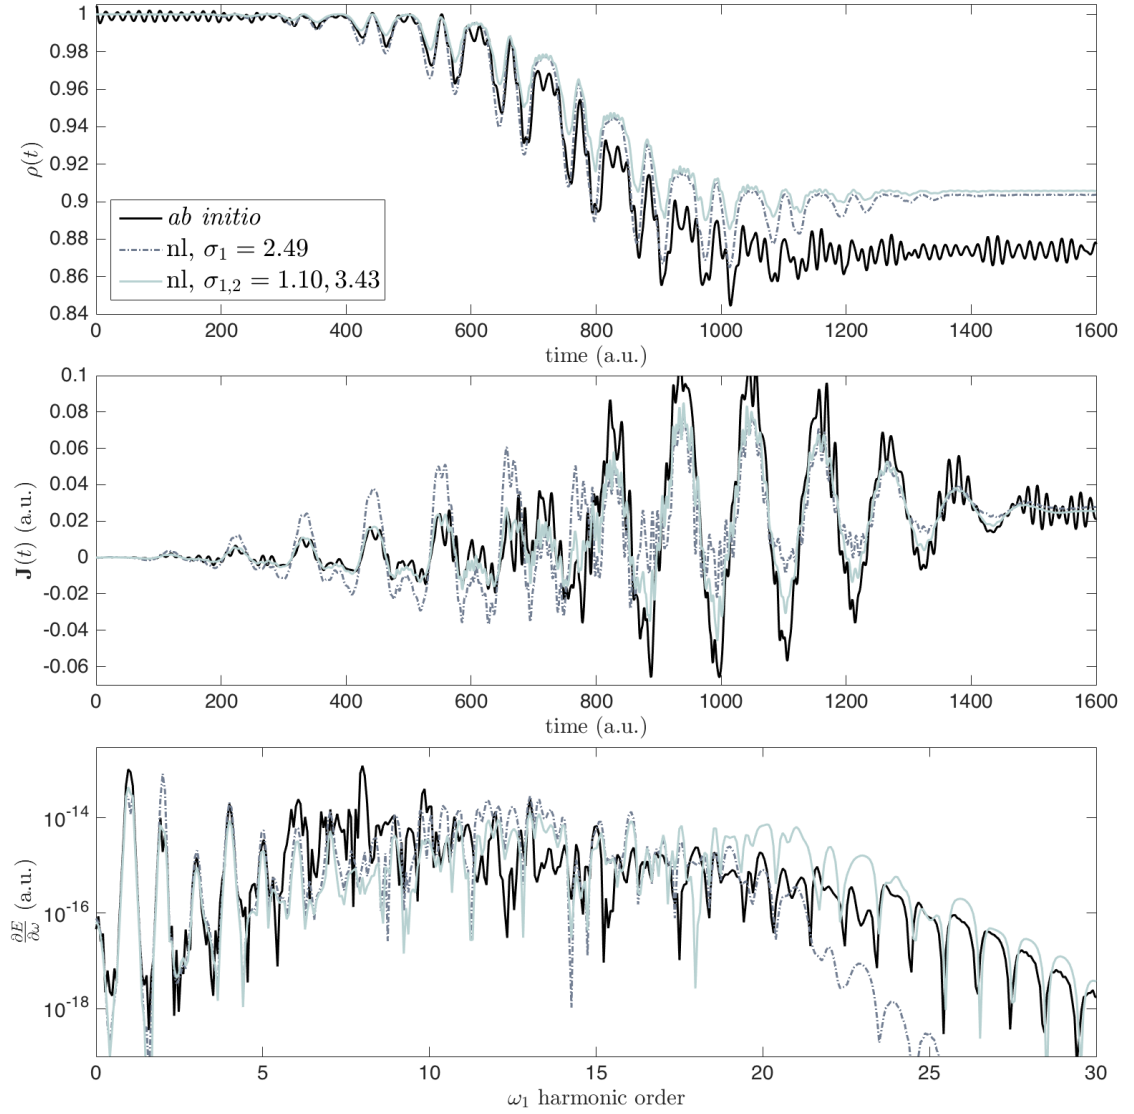 1
0.98
0.96
0.94
0.92
0.9
0.88
0.86
0.84
ρ(t)
ab initio
nl, σ₁ = 2.49
nl, σ₁,₂ = 1.10, 3.43
0 200 400 600 800 1000 1200 1400 1600
time (a.u.)
0.1
0.08
0.06
0.04
0.02
0
-0.02
-0.04
-0.06
J(t) (a.u.)
0 200 400 600 800 1000 1200 1400 1600
time (a.u.)
10⁻¹⁴
10⁻¹⁶
10⁻¹⁸
∂E/∂ω (a.u.)
0 5 10 15 20 25 30
ω₁ harmonic order